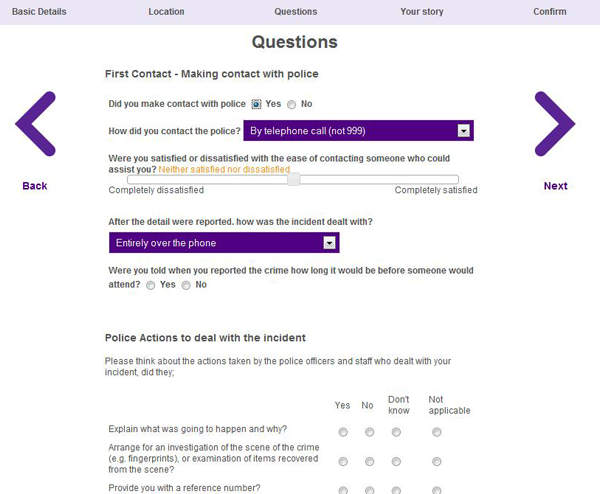 Basic Details Location Questions Your story Confirm
Questions
First Contact - Making contact with police
Did you make contact with police Yes No
How did you contact the police? By telephone call (not 999)
Were you satisfied or dissatisfied with the ease of contacting someone who could
assist you? Neither satisfied nor dissatisfied
Back
Next
Completely dissatisfied Completely satisfied
After the detail were reported. how was the incident dealt with?
Entirely over the phone
Were you told when you reported the crime how long it would be before someone would
attend? Yes No
Police Actions to deal with the incident
Please think about the actions taken by the police officers and staff who dealt with your
incident, did they;
Yes No Don't know Not applicable
Explain what was going to happen and why?
Arrange for an investigation of the scene of the crime
(e.g. fingerprints), or examination of items recovered
from the scene?
Provide you with a reference number?